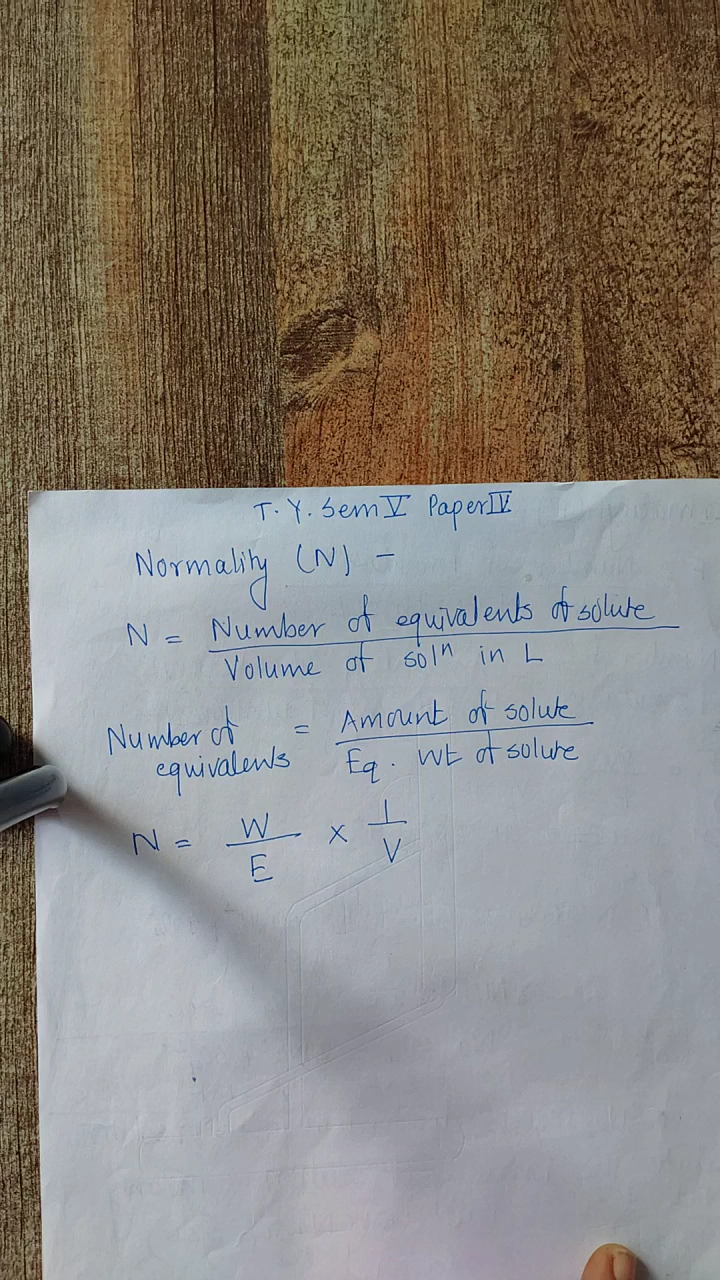 T. Y. Sem V Paper IV
Normality (N) –
N = Number of equivalents of solute
Volume of solⁿ in L
Number of equivalents = Amount of solute
Eq. Wt of solute
N = W/E × 1/V